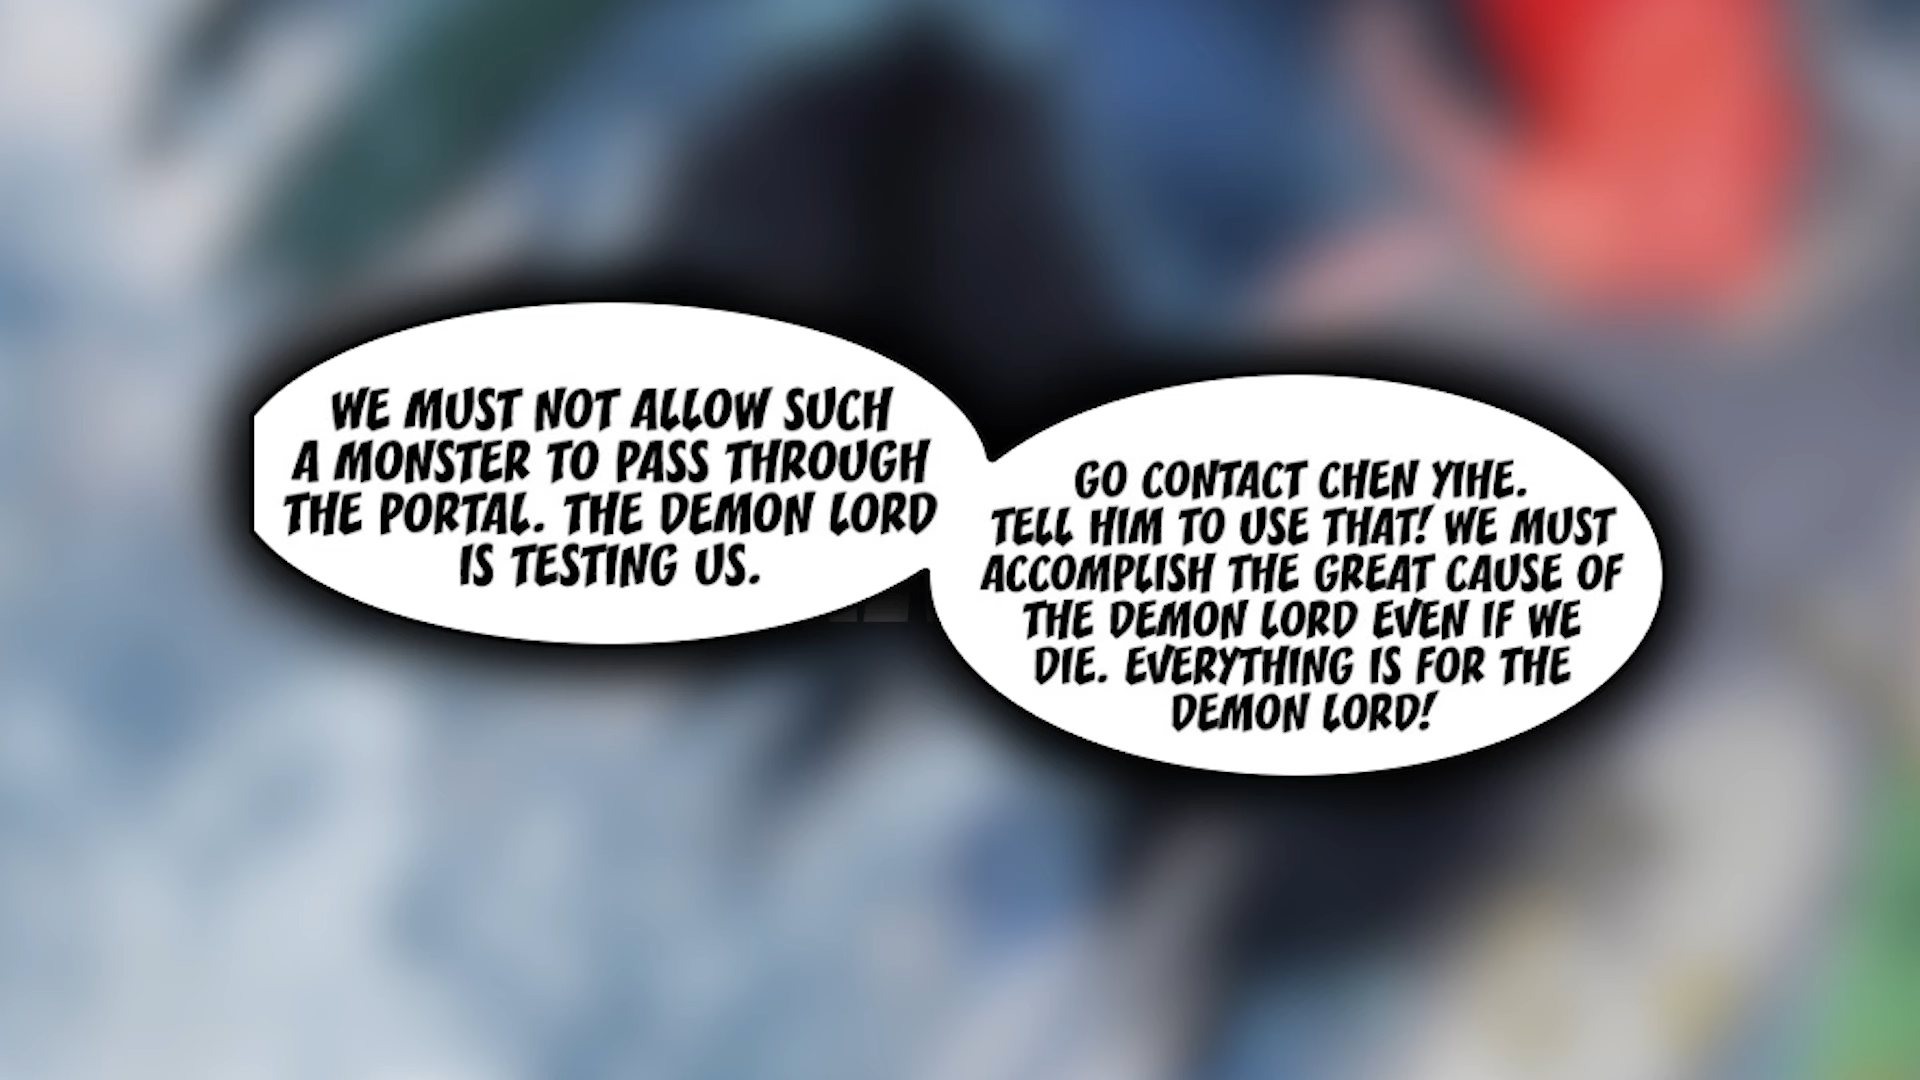 WE MUST NOT ALLOW SUCH
A MONSTER TO PASS THROUGH
THE PORTAL. THE DEMON LORD
IS TESTING US.
GO CONTACT CHEN YIHE.
TELL HIM TO USE THAT! WE MUST
ACCOMPLISH THE GREAT CAUSE OF
THE DEMON LORD EVEN IF WE
DIE. EVERYTHING IS FOR THE
DEMON LORD!